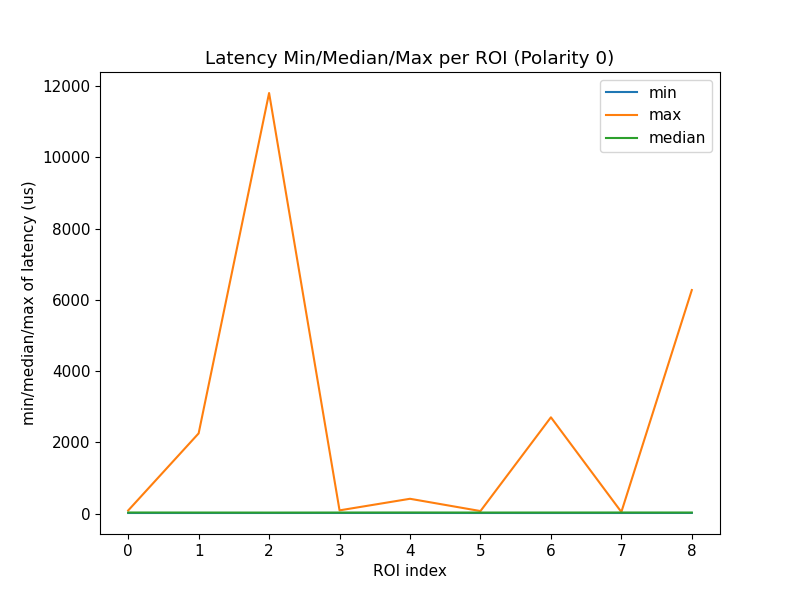 Latency Min/Median/Max per ROI (Polarity 0)
min
max
median
12000
10000
8000
6000
4000
2000
0
min/median/max of latency (us)
0 1 2 3 4 5 6 7 8
ROI index